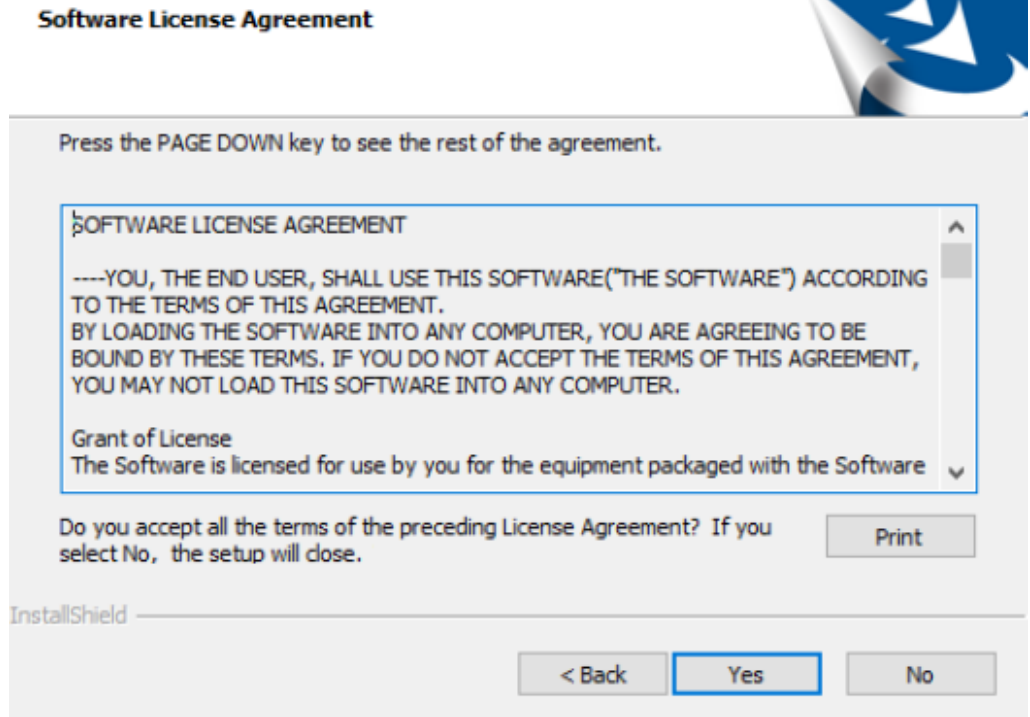 Software License Agreement
Press the PAGE DOWN key to see the rest of the agreement.
SOFTWARE LICENSE AGREEMENT
----YOU, THE END USER, SHALL USE THIS SOFTWARE("THE SOFTWARE") ACCORDING
TO THE TERMS OF THIS AGREEMENT.
BY LOADING THE SOFTWARE INTO ANY COMPUTER, YOU ARE AGREEING TO BE
BOUND BY THESE TERMS. IF YOU DO NOT ACCEPT THE TERMS OF THIS AGREEMENT,
YOU MAY NOT LOAD THIS SOFTWARE INTO ANY COMPUTER.
Grant of License
The Software is licensed for use by you for the equipment packaged with the Software
Do you accept all the terms of the preceding License Agreement? If you
select No, the setup will close.
Print
InstallShield
< Back
Yes
No